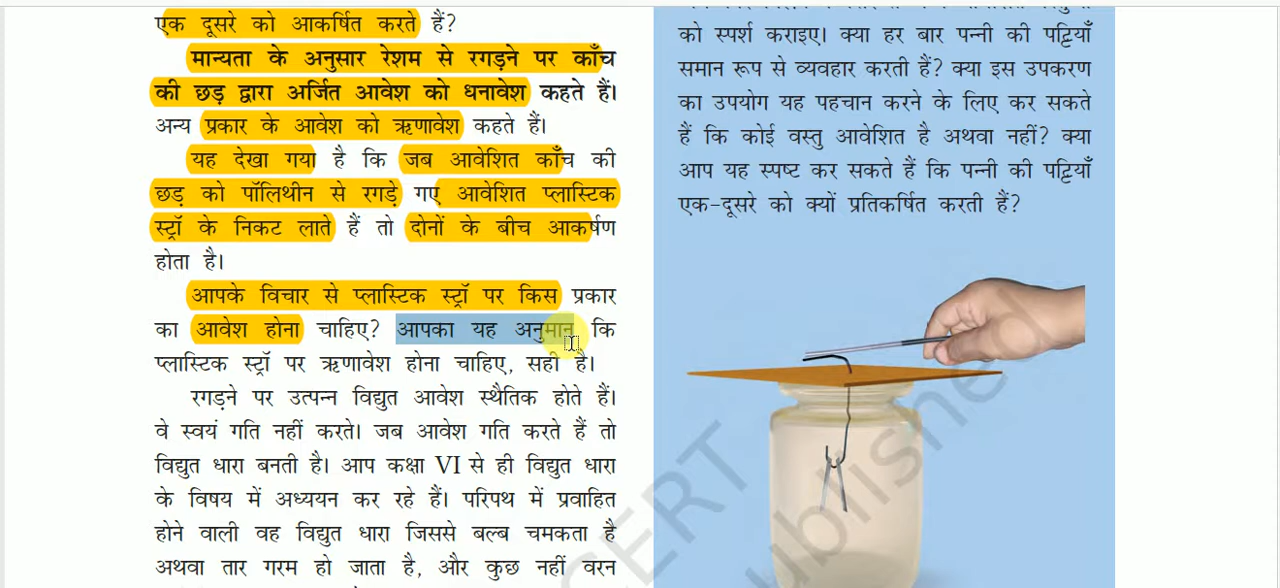 एक दूसरे को आकर्षित करते हैं?
मान्यता के अनुसार रेशम से रगड़ने पर काँच
की छड़ द्वारा अर्जित आवेश को धनावेश कहते हैं।
अन्य प्रकार के आवेश को ऋणावेश कहते हैं।
यह देखा गया है कि जब आवेशित काँच की
छड़ को पॉलिथीन से रगड़े गए आवेशित प्लास्टिक
स्ट्रॉ के निकट लाते हैं तो दोनों के बीच आकर्षण
होता है।
आपके विचार से प्लास्टिक स्ट्रॉ पर किस प्रकार
का आवेश होना चाहिए? आपका यह अनुमान कि
प्लास्टिक स्ट्रॉ पर ऋणावेश होना चाहिए, सही है।
रगड़ने पर उत्पन्न विद्युत आवेश स्थैतिक होते हैं।
वे स्वयं गति नहीं करते। जब आवेश गति करते हैं तो
विद्युत धारा बनती है। आप कक्षा VI से ही विद्युत धारा
के विषय में अध्ययन कर रहे हैं। परिपथ में प्रवाहित
होने वाली वह विद्युत धारा जिससे बल्ब चमकता है
अथवा तार गरम हो जाता है, और कुछ नहीं वरन
को स्पर्श कराइए। क्या हर बार पन्नी की पट्टियाँ
समान रूप से व्यवहार करती हैं? क्या इस उपकरण
का उपयोग यह पहचान करने के लिए कर सकते
हैं कि कोई वस्तु आवेशित है अथवा नहीं? क्या
आप यह स्पष्ट कर सकते हैं कि पन्नी की पट्टियाँ
एक-दूसरे को क्यों प्रतिकर्षित करती हैं?